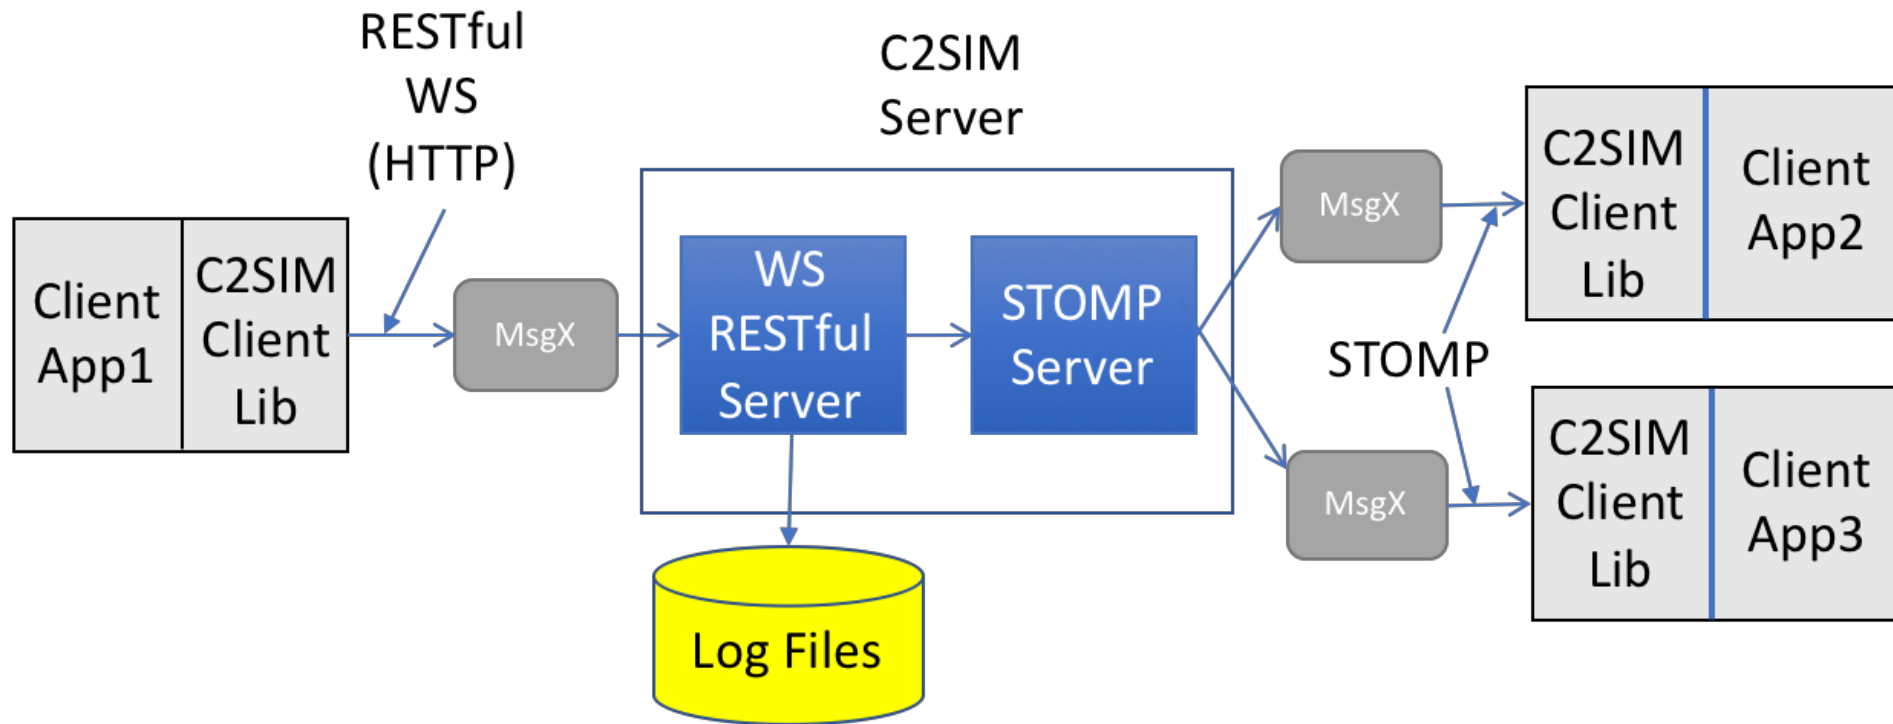 RESTful
WS
(HTTP)
C2SIM
Server
Client
App1
C2SIM
Client
Lib
MsgX
WS
RESTful
Server
STOMP
Server
MsgX
C2SIM
Client
Lib
Client
App2
STOMP
MsgX
C2SIM
Client
Lib
Client
App3
Log Files